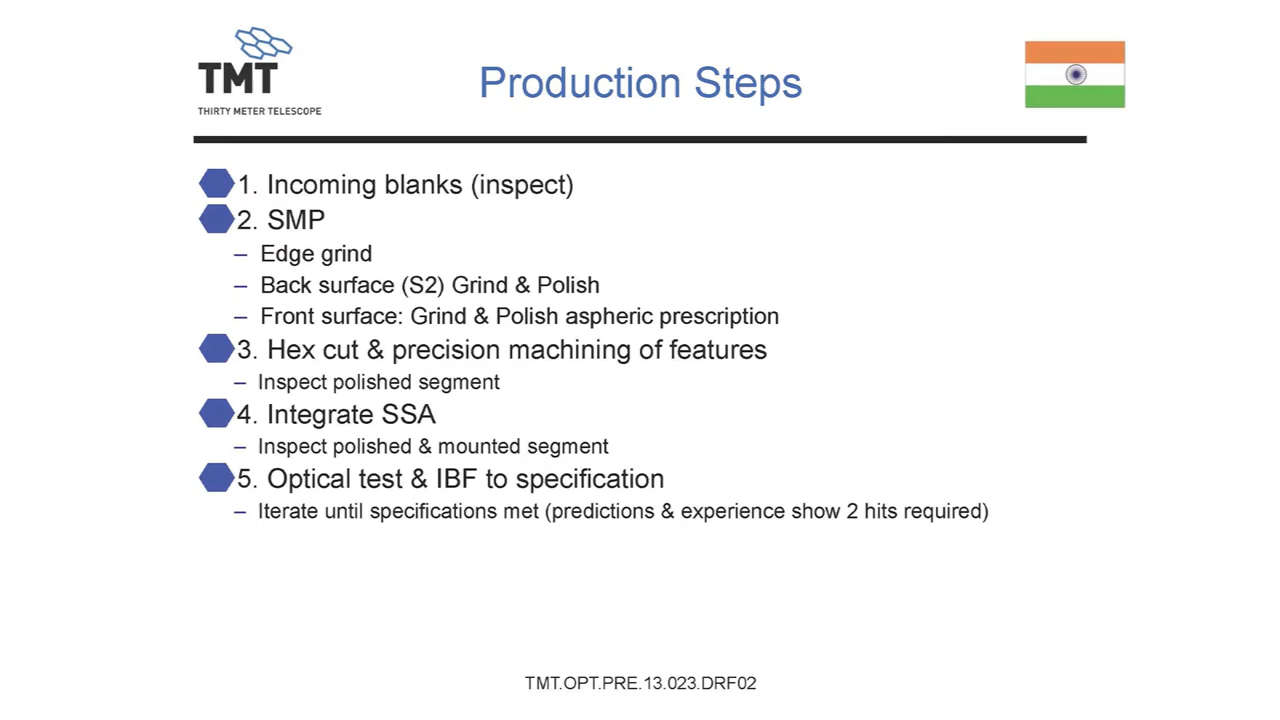 TMT
THIRTY METER TELESCOPE
Production Steps
1. Incoming blanks (inspect)
2. SMP
– Edge grind
– Back surface (S2) Grind & Polish
– Front surface: Grind & Polish aspheric prescription
3. Hex cut & precision machining of features
– Inspect polished segment
4. Integrate SSA
– Inspect polished & mounted segment
5. Optical test & IBF to specification
– Iterate until specifications met (predictions & experience show 2 hits required)
TMT.OPT.PRE.13.023.DRF02